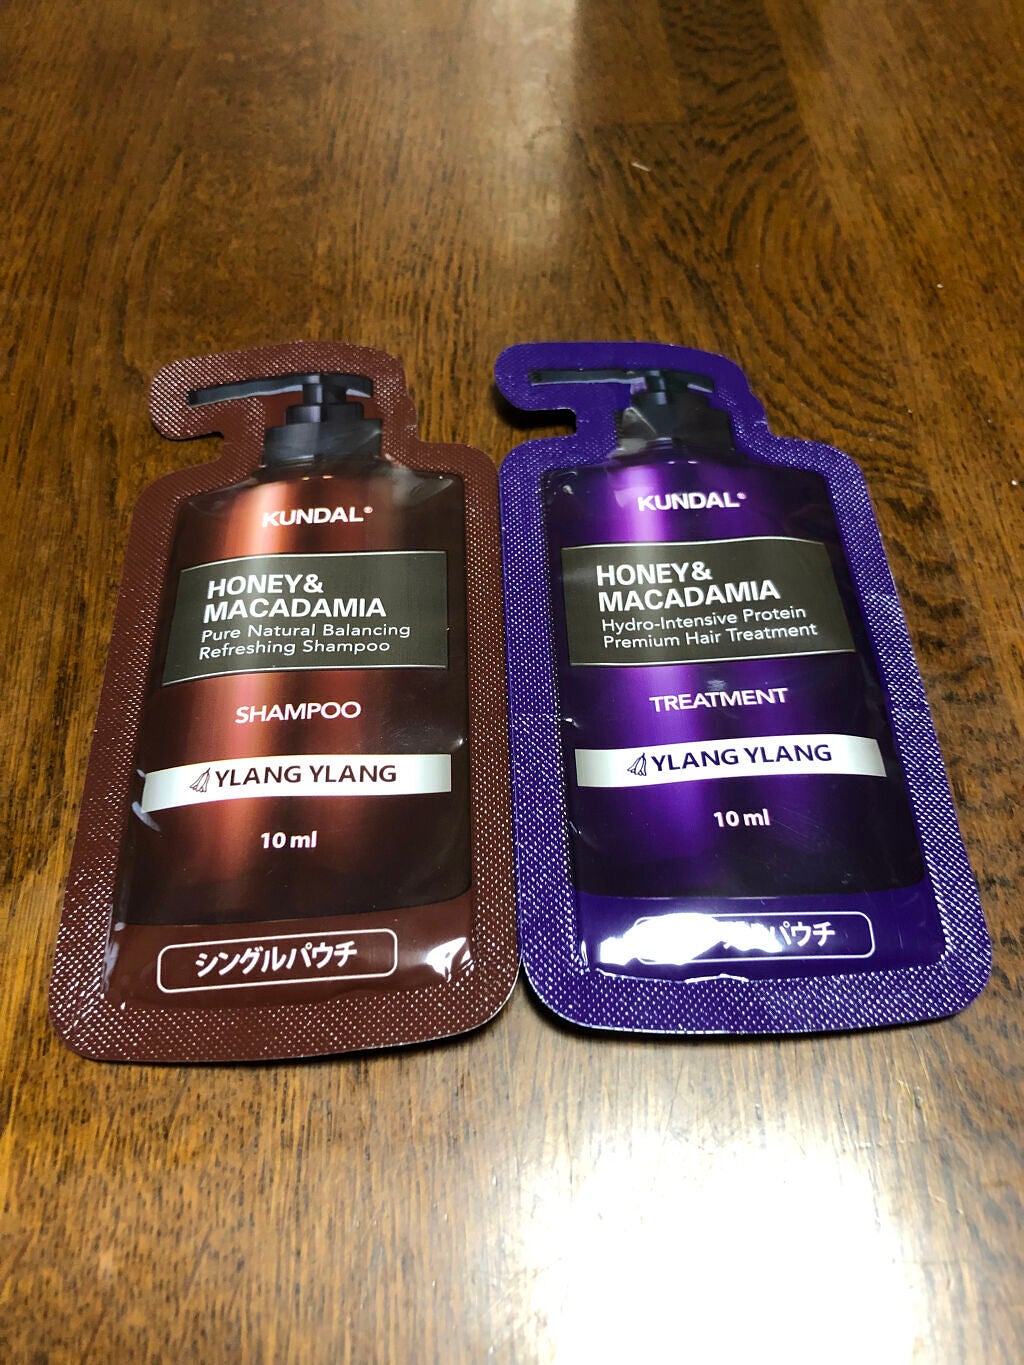 KUNDAL®
HONEY&
MACADAMIA
Pure Natural Balancing
Refreshing Shampoo
SHAMPOO
YLANG YLANG
10 ml
シングルパウチ
KUNDAL®
HONEY&
MACADAMIA
Hydro-Intensive Protein
Premium Hair Treatment
TREATMENT
YLANG YLANG
10 ml
パウチ